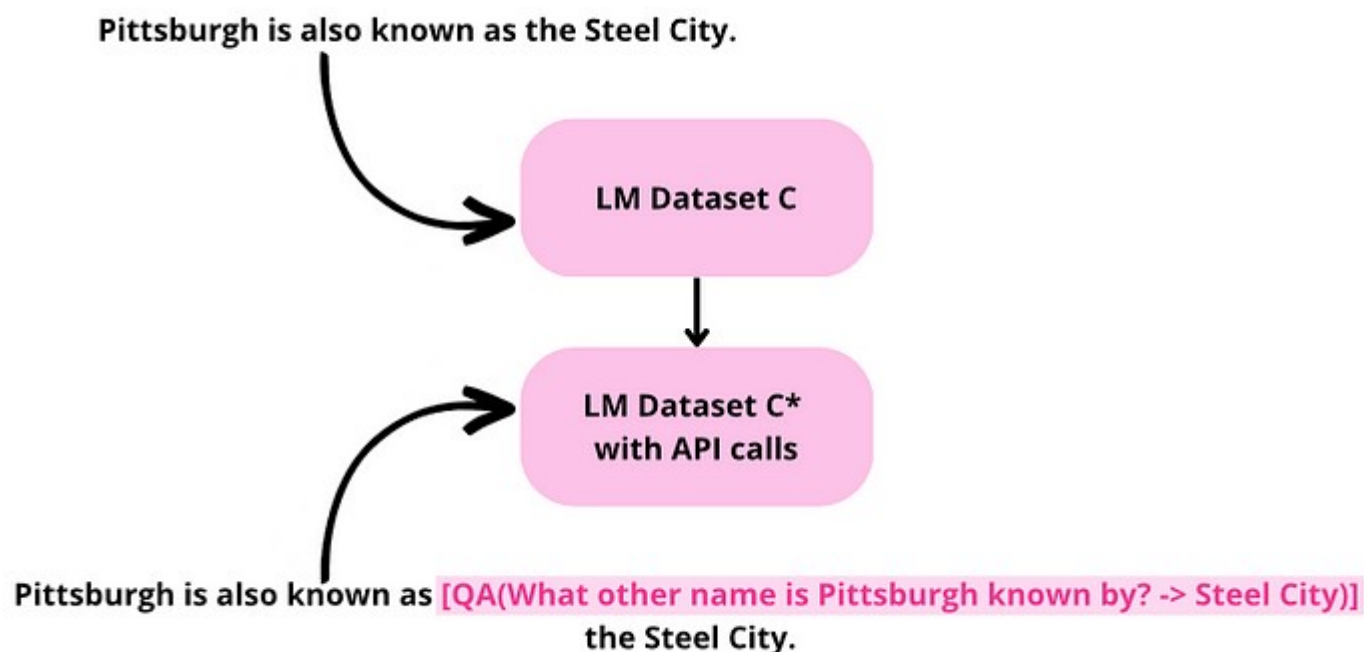 Pittsburgh is also known as the Steel City.
LM Dataset C
LM Dataset C*
with API calls
Pittsburgh is also known as [QA(What other name is Pittsburgh known by? -> Steel City)]
the Steel City.